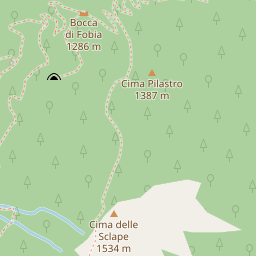 Bocca
di Fobia
1286 m
Cima Pilastro
1387 m
Cima delle
Sclape
1534 m